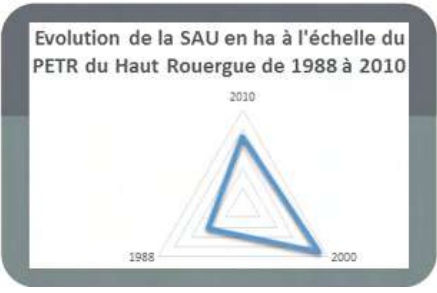 Evolution de la SAU en ha à l'échelle du
PETR du Haut Rouergue de 1988 à 2010
2010
1988
2000